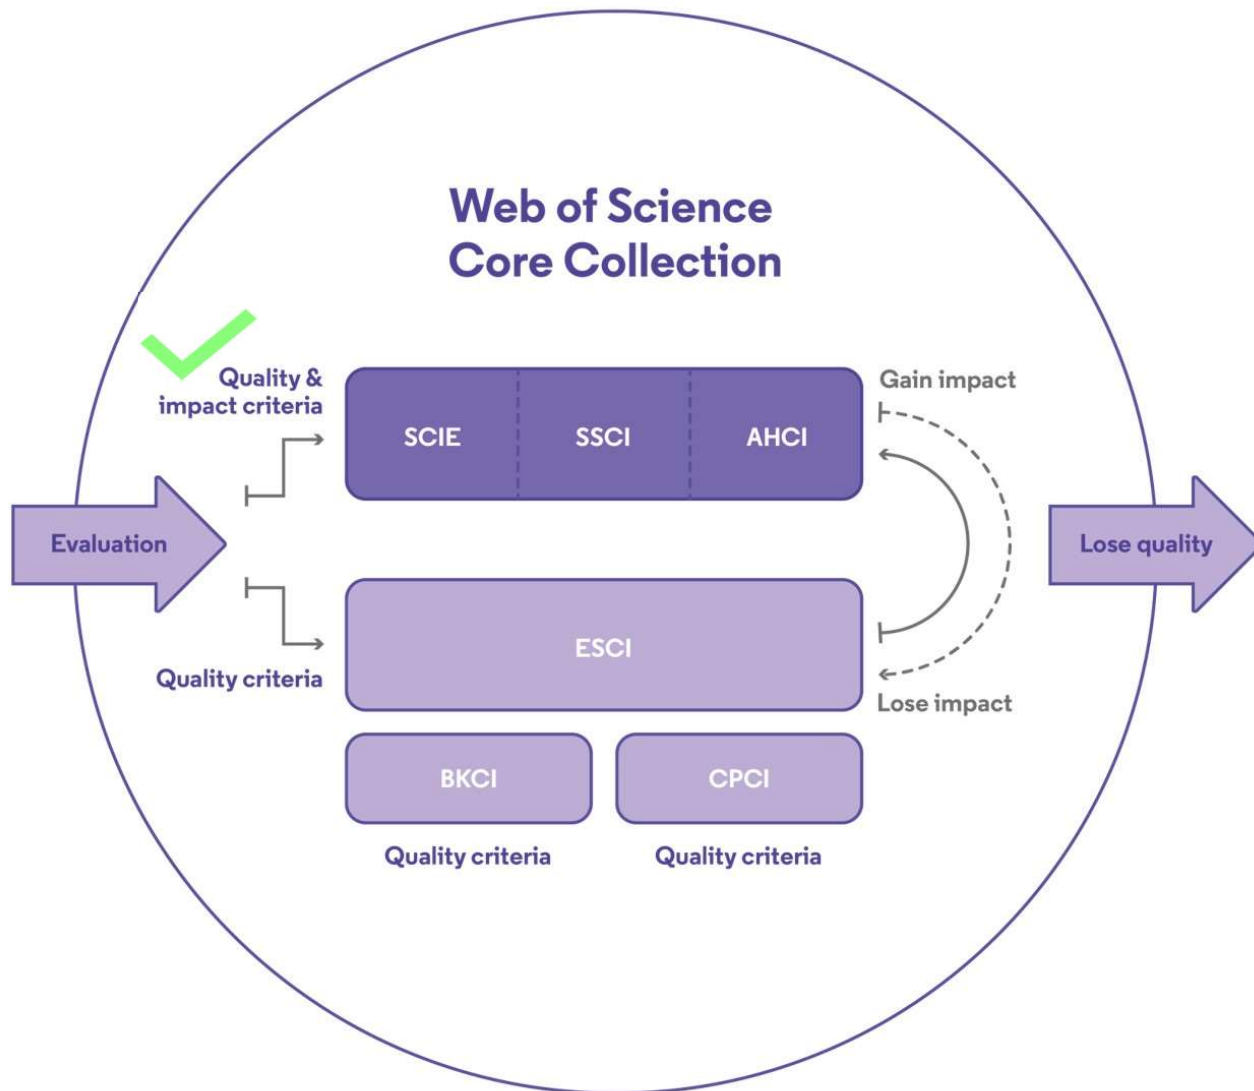 Web of Science
Core Collection
Quality &
impact criteria
SCIE
SSCI
AHCI
Gain impact
Evaluation
Lose quality
ESCI
Quality criteria
Lose impact
BKCI
CPCI
Quality criteria
Quality criteria